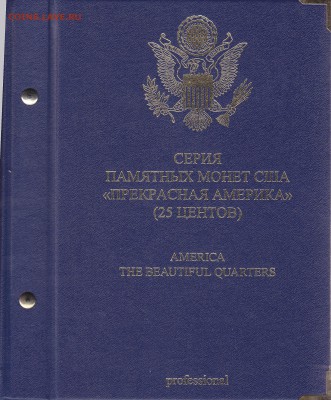 СЕРИЯ
ПАМЯТНЫХ МОНЕТ США
«ПРЕКРАСНАЯ АМЕРИКА»
(25 ЦЕНТОВ)
AMERICA
THE BEAUTIFUL QUARTERS
professional